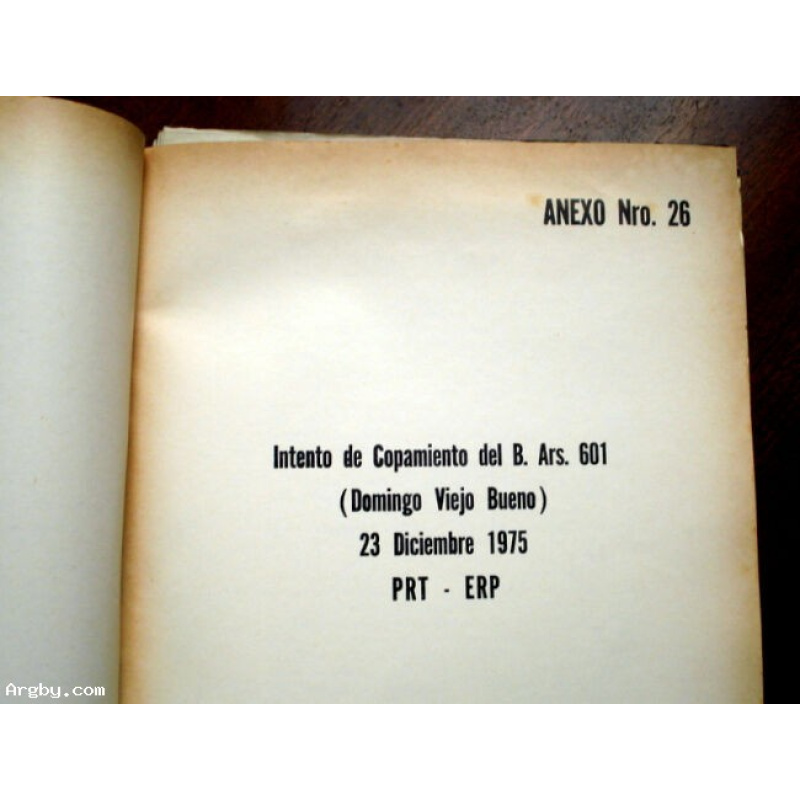 ANEXO Nro. 26
Intento de Copamiento del B. Ars. 601
(Domingo Viejo Bueno)
23 Diciembre 1975
PRT - ERP
Argby.com